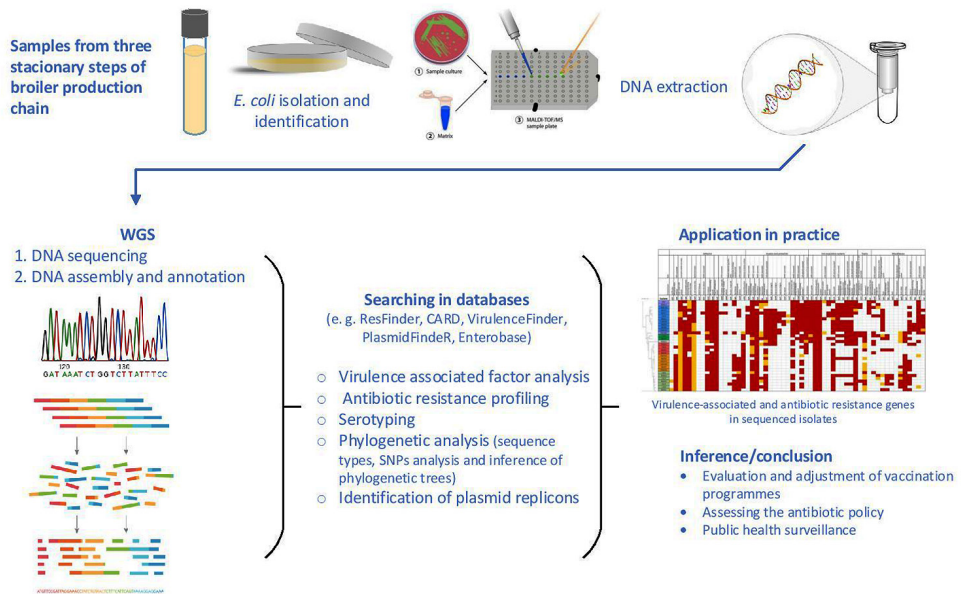 Samples from three
stacionary steps of
broiler production
chain
E. coli isolation and
identification
① Sample culture
② Matrix
③ MALDI-TOF/MS
sample plate
DNA extraction
WGS
1. DNA sequencing
2. DNA assembly and annotation
120 130
GATAAATCTGGTCTTATTTCC
Searching in databases
(e. g. ResFinder, CARD, VirulenceFinder,
PlasmidFindeR, Enterobase)
○ Virulence associated factor analysis
○ Antibiotic resistance profiling
○ Serotyping
○ Phylogenetic analysis (sequence
types, SNPs analysis and inference of
phylogenetic trees)
○ Identification of plasmid replicons
Application in practice
Virulence-associated and antibiotic resistance genes
in sequenced isolates
Inference/conclusion
• Evaluation and adjustment of vaccination
programmes
• Assessing the antibiotic policy
• Public health surveillance